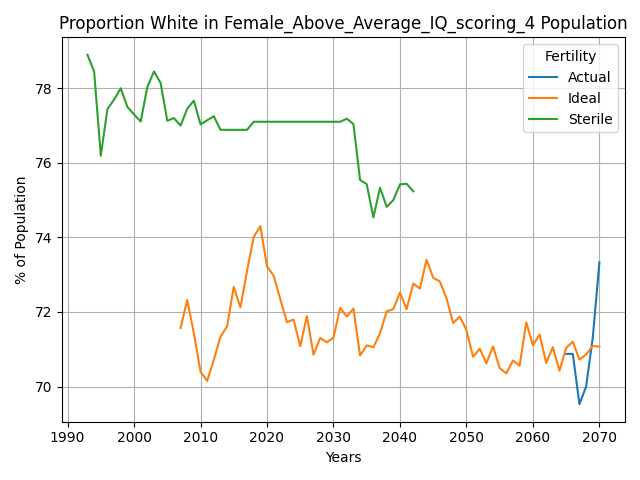 Proportion White in Female_Above_Average_IQ_scoring_4 Population
Fertility
Actual
Ideal
Sterile
% of Population
78
76
74
72
70
1990
2000
2010
2020
2030
2040
2050
2060
2070
Years